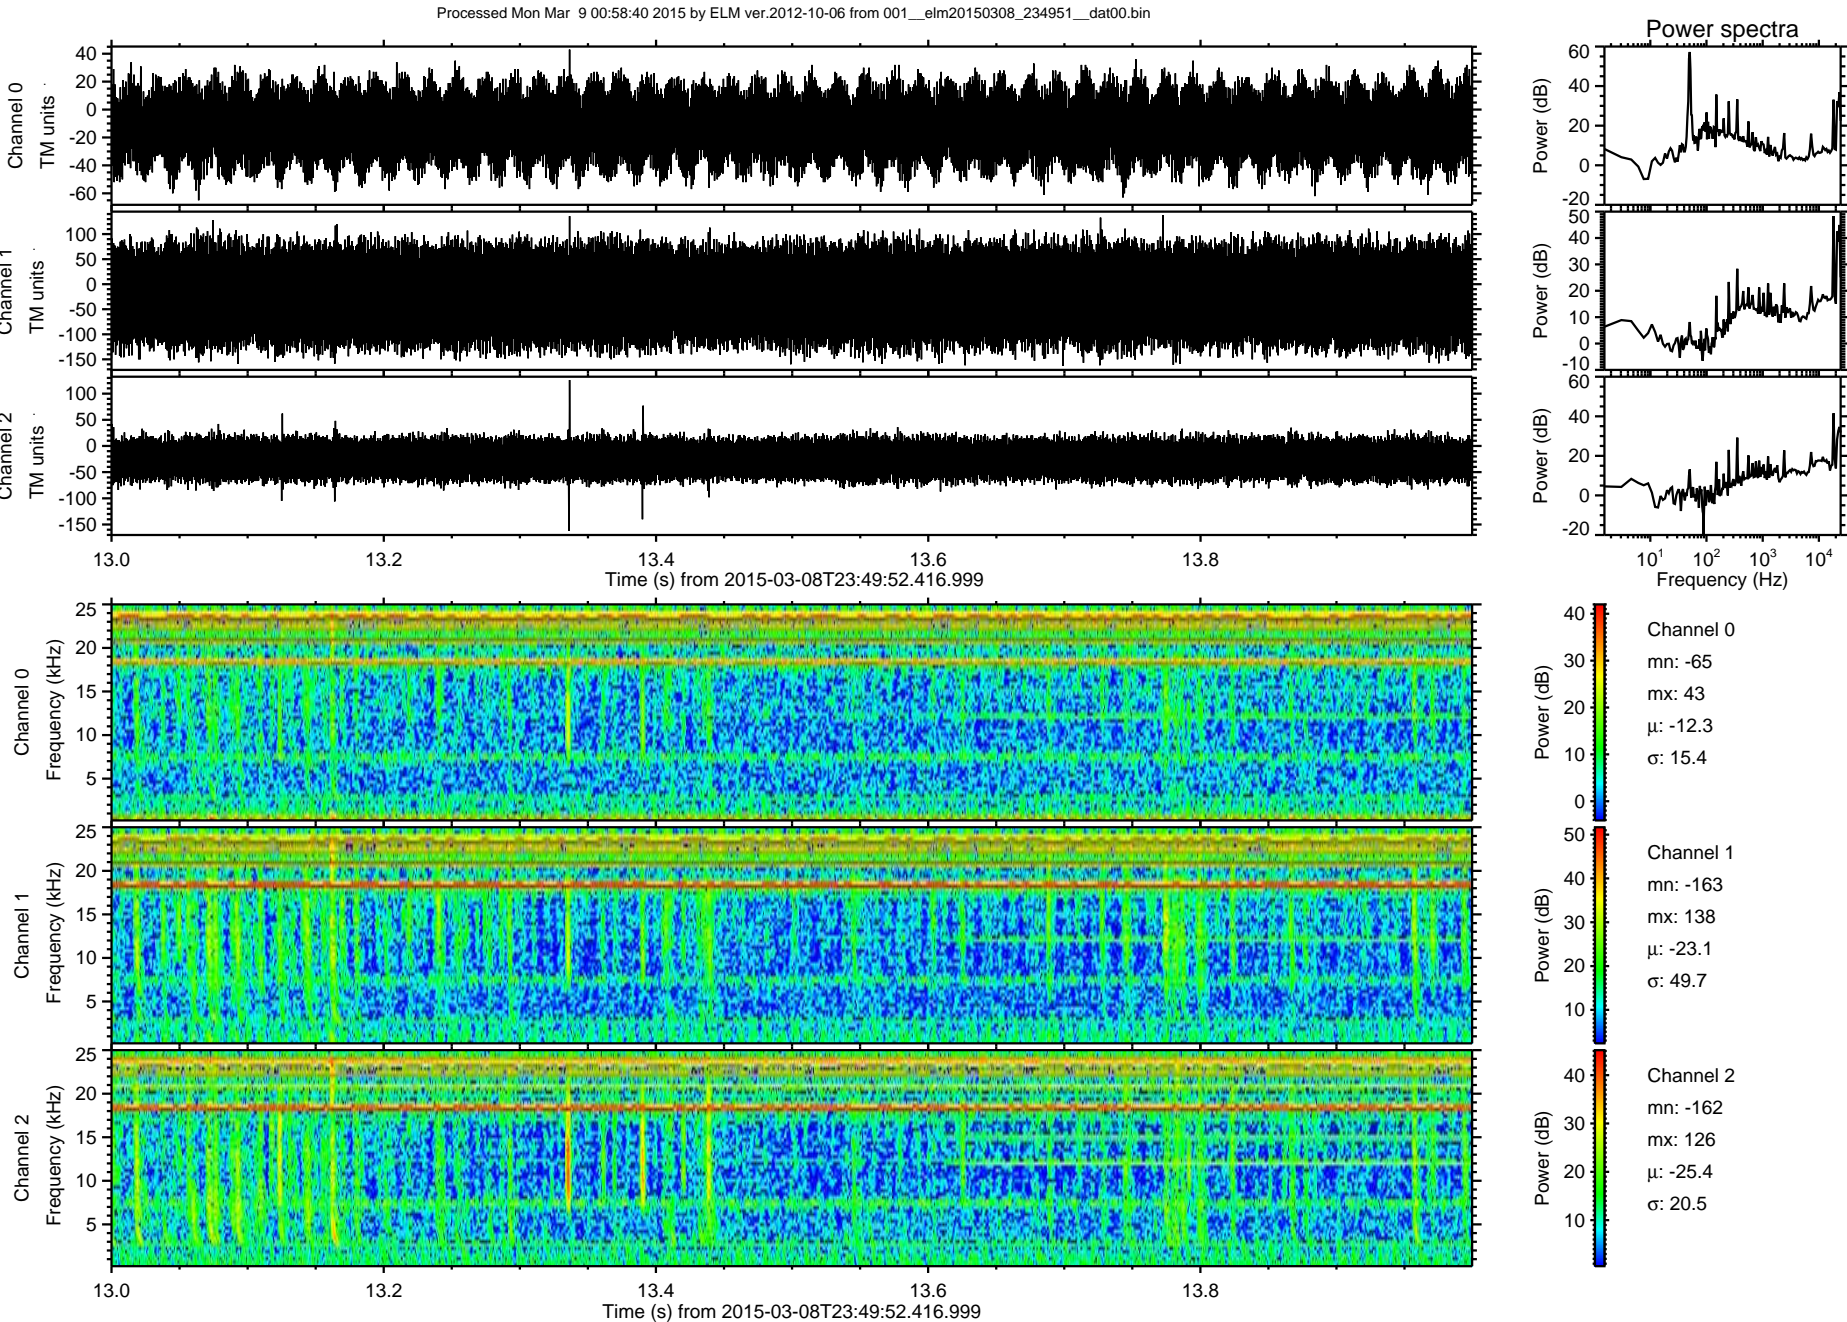 Processed Mon Mar 9 00:58:40 2015 by ELM ver.2012-10-06 from 001__elm20150308_234951__dat00.bin
Power spectra
Channel 0
TM units
40
20
0
-20
-40
-60
Power (dB)
60
40
20
0
-20
Channel 1
TM units
100
50
0
-50
-100
-150
Power (dB)
50
40
30
20
10
0
-10
Channel 2
TM units
100
50
0
-50
-100
-150
Power (dB)
60
40
20
0
-20
13.0 13.2 13.4 13.6 13.8
Time (s) from 2015-03-08T23:49:52.416.999
10¹ 10² 10³ 10⁴
Frequency (Hz)
Channel 0
Frequency (kHz)
25
20
15
10
5
Power (dB)
40
30
20
10
0
Channel 0
mn: -65
mx: 43
μ: -12.3
σ: 15.4
Channel 1
Frequency (kHz)
25
20
15
10
5
Power (dB)
50
40
30
20
10
Channel 1
mn: -163
mx: 138
μ: -23.1
σ: 49.7
Channel 2
Frequency (kHz)
25
20
15
10
5
Power (dB)
40
30
20
10
Channel 2
mn: -162
mx: 126
μ: -25.4
σ: 20.5
13.0 13.2 13.4 13.6 13.8
Time (s) from 2015-03-08T23:49:52.416.999